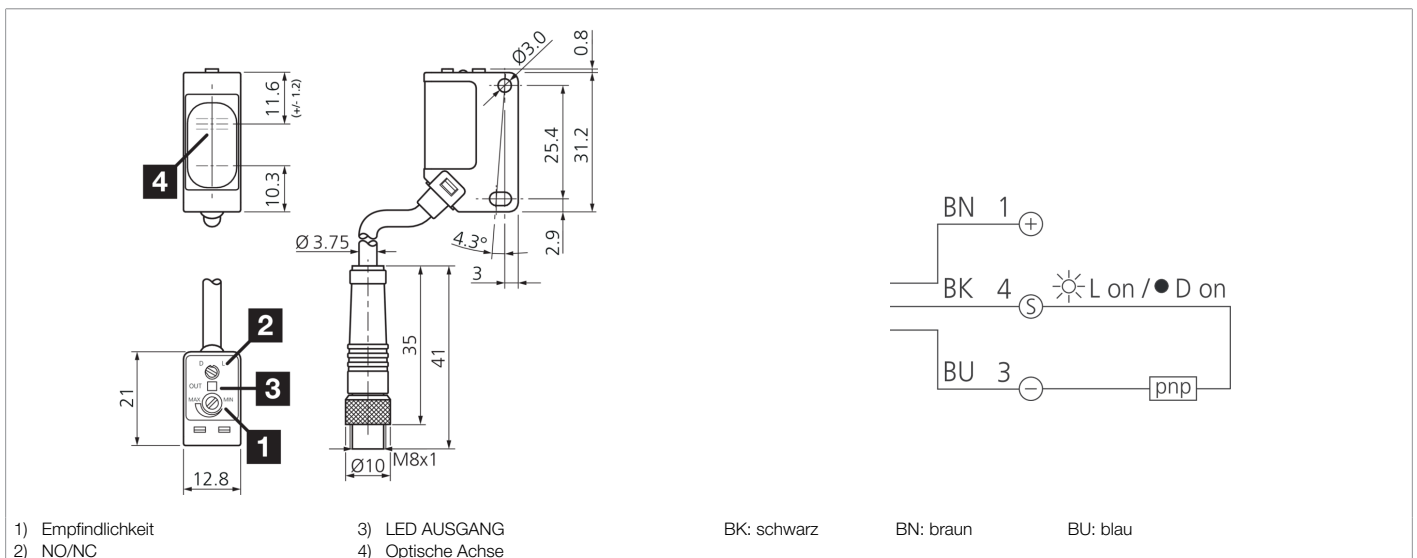 11.6
(+/- 1.2)
10.3
4
Ø3.0
0.8
25.4
31.2
2.9
4.3°
3
Ø 3.75
35
41
Ø10
M8x1
2
D L
OUT
3
MAX MIN
1
21
12.8
BN 1 +
BK 4 S L on / D on
BU 3 − pnp
1) Empfindlichkeit
2) NO/NC
3) LED AUSGANG
4) Optische Achse
BK: schwarz BN: braun BU: blau